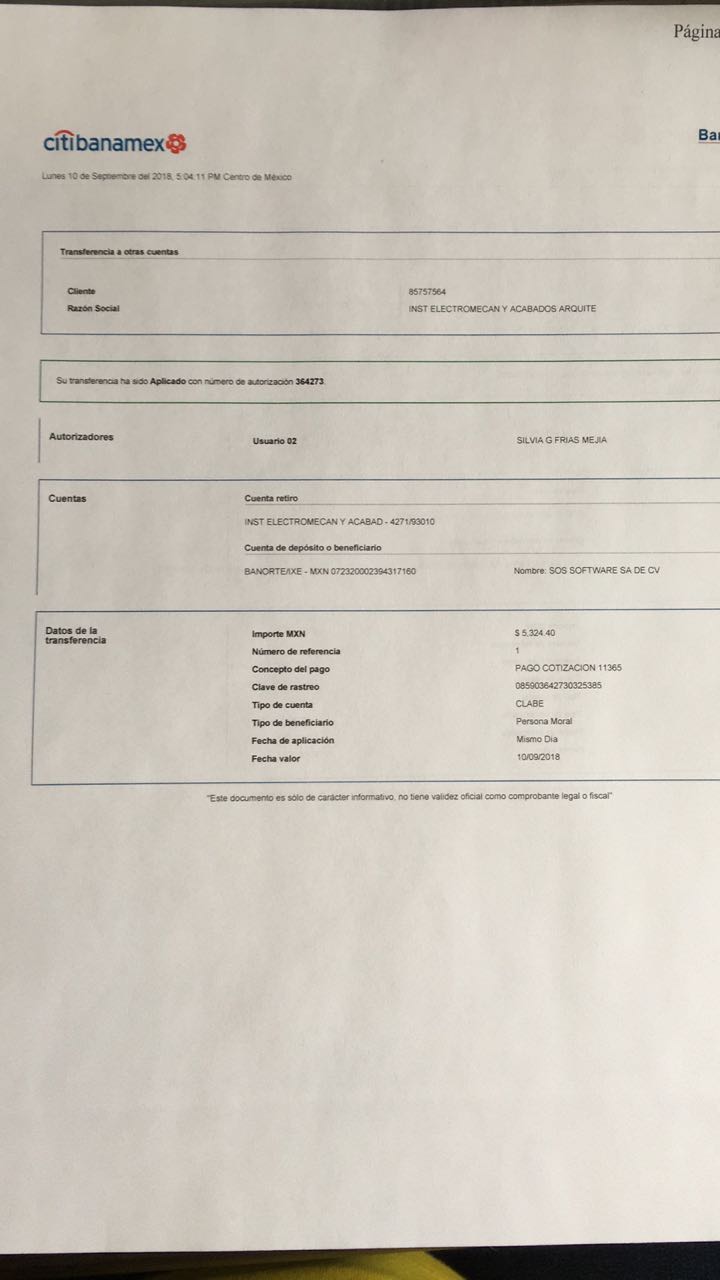 Página
citibanamex
Ban
Lunes 10 de Septiembre del 2018, 5:04:11 PM Centro de México
Transferencia a otras cuentas
Cliente 85757564
Razón Social INST ELECTROMECAN Y ACABADOS ARQUITE
Su transferencia ha sido Aplicado con número de autorización 364273.
Autorizadores Usuario 02 SILVIA G FRIAS MEJIA
Cuentas Cuenta retiro
INST ELECTROMECAN Y ACABAD - 4271/93010
Cuenta de depósito o beneficiario
BANORTE/IXE - MXN 072320002394317160 Nombre: SOS SOFTWARE SA DE CV
Datos de la transferencia
Importe MXN $ 5,324.40
Número de referencia 1
Concepto del pago PAGO COTIZACION 11365
Clave de rastreo 085903642730325385
Tipo de cuenta CLABE
Tipo de beneficiario Persona Moral
Fecha de aplicación Mismo Dia
Fecha valor 10/09/2018
"Este documento es sólo de carácter informativo, no tiene validez oficial como comprobante legal o fiscal"